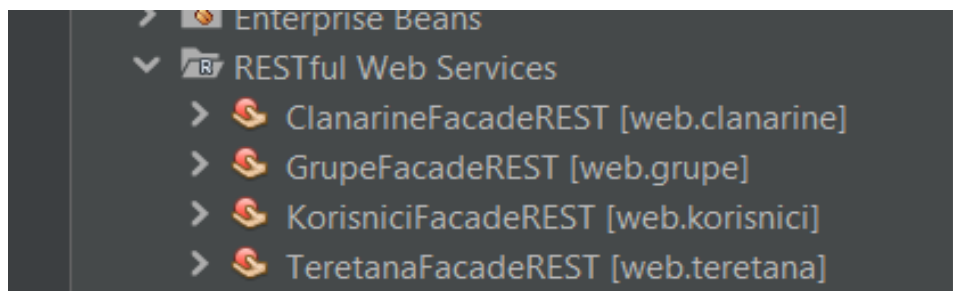 Enterprise Beans
RESTful Web Services
ClanarineFacadeREST [web.clanarine]
GrupeFacadeREST [web.grupe]
KorisniciFacadeREST [web.korisnici]
TeretanaFacadeREST [web.teretana]